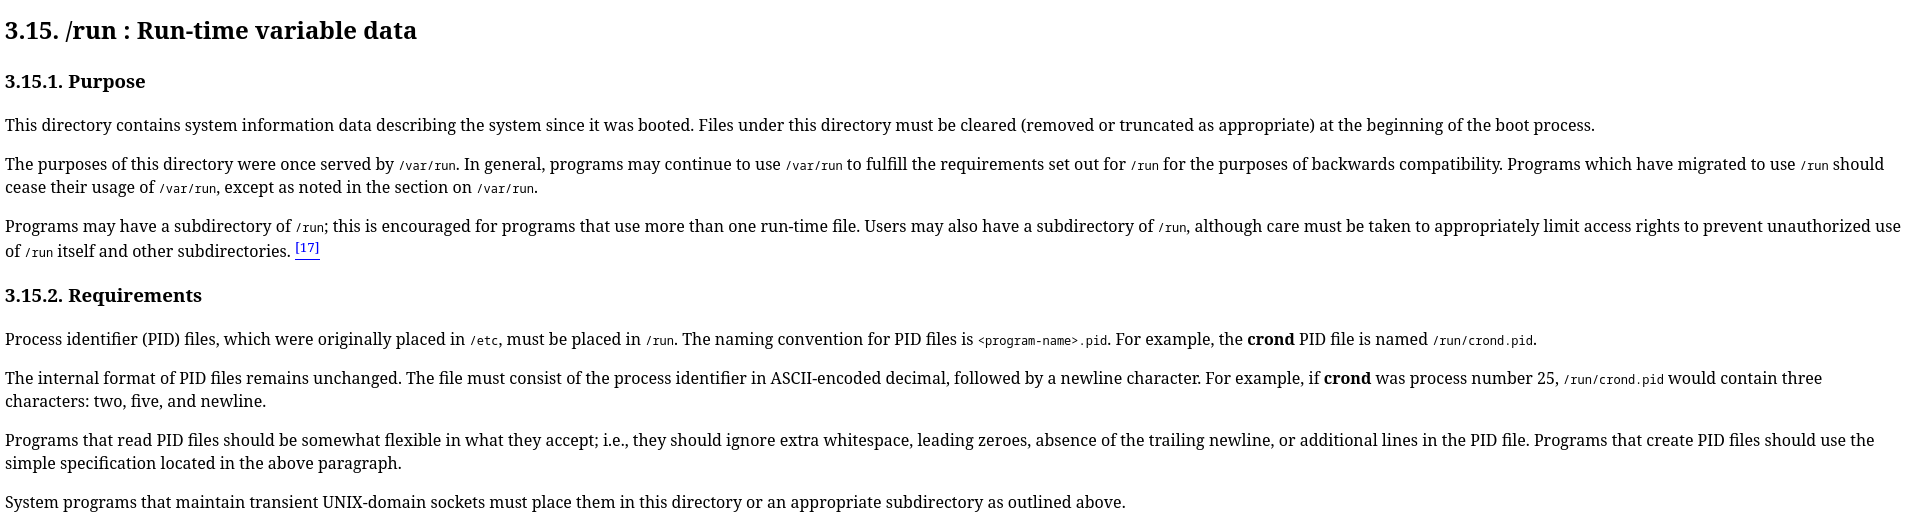 3.15. /run : Run-time variable data
3.15.1. Purpose
This directory contains system information data describing the system since it was booted. Files under this directory must be cleared (removed or truncated as appropriate) at the beginning of the boot process.
The purposes of this directory were once served by /var/run. In general, programs may continue to use /var/run to fulfill the requirements set out for /run for the purposes of backwards compatibility. Programs which have migrated to use /run should
cease their usage of /var/run, except as noted in the section on /var/run.
Programs may have a subdirectory of /run; this is encouraged for programs that use more than one run-time file. Users may also have a subdirectory of /run, although care must be taken to appropriately limit access rights to prevent unauthorized use
of /run itself and other subdirectories. [17]
3.15.2. Requirements
Process identifier (PID) files, which were originally placed in /etc, must be placed in /run. The naming convention for PID files is <program-name>.pid. For example, the crond PID file is named /run/crond.pid.
The internal format of PID files remains unchanged. The file must consist of the process identifier in ASCII-encoded decimal, followed by a newline character. For example, if crond was process number 25, /run/crond.pid would contain three
characters: two, five, and newline.
Programs that read PID files should be somewhat flexible in what they accept; i.e., they should ignore extra whitespace, leading zeroes, absence of the trailing newline, or additional lines in the PID file. Programs that create PID files should use the
simple specification located in the above paragraph.
System programs that maintain transient UNIX-domain sockets must place them in this directory or an appropriate subdirectory as outlined above.